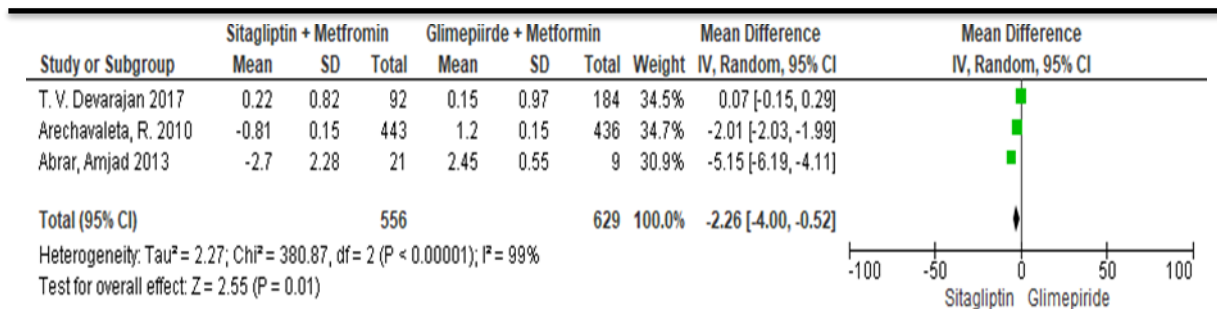 Sitagliptin + Metfromin Glimepiirde + Metformin Mean Difference Mean Difference
Study or Subgroup Mean SD Total Mean SD Total Weight IV, Random, 95% CI IV, Random, 95% CI
T. V. Devarajan 2017 0.22 0.82 92 0.15 0.97 184 34.5% 0.07 [-0.15, 0.29]
Arechavaleta, R. 2010 -0.81 0.15 443 1.2 0.15 436 34.7% -2.01 [-2.03, -1.99]
Abrar, Amjad 2013 -2.7 2.28 21 2.45 0.55 9 30.9% -5.15 [-6.19, -4.11]
Total (95% CI) 556 629 100.0% -2.26 [-4.00, -0.52]
Heterogeneity: Tau² = 2.27; Chi² = 380.87, df = 2 (P < 0.00001); I² = 99%
Test for overall effect: Z = 2.55 (P = 0.01)
-100 -50 0 50 100
Sitagliptin Glimepiride